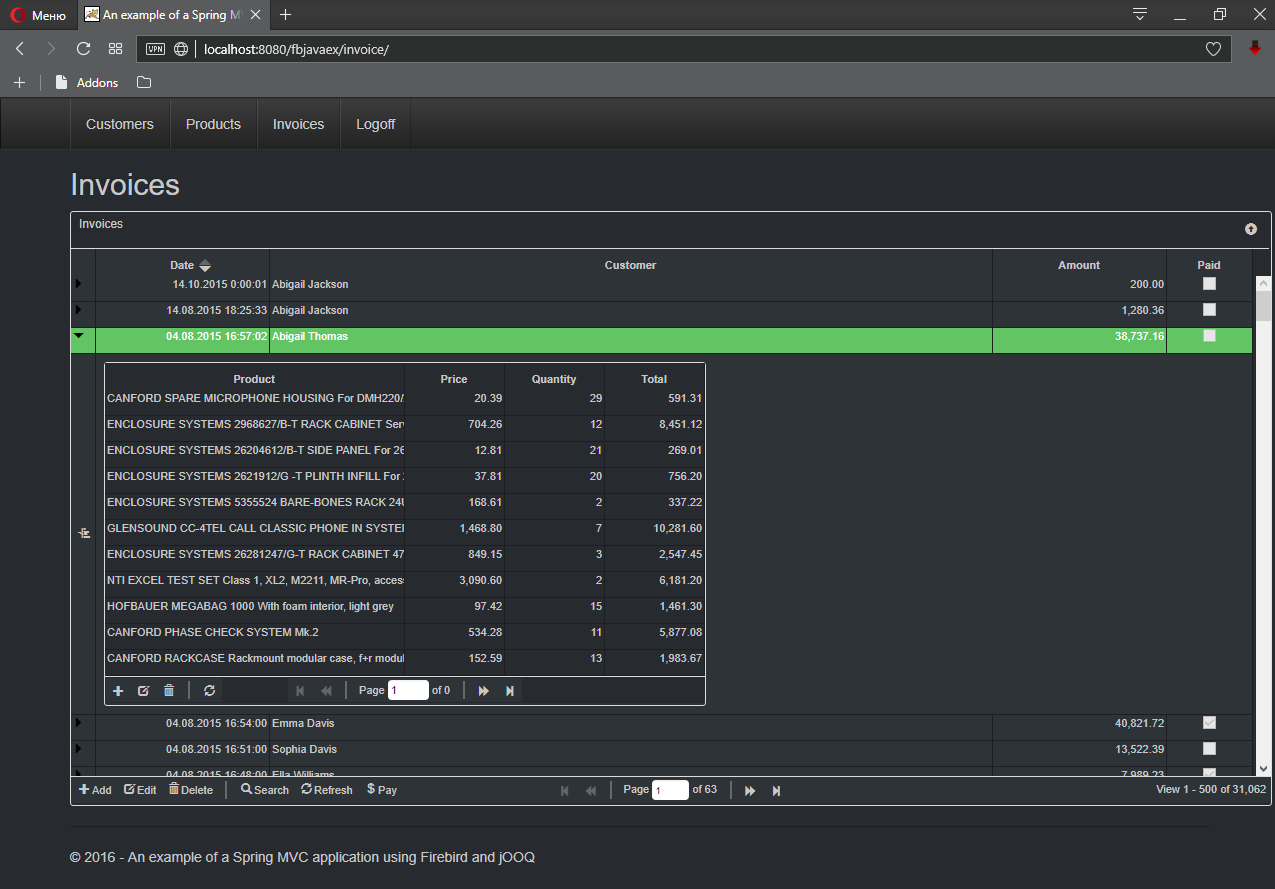 Меню An example of a Spring M
VPN localhost:8080/fbjavaex/invoice/
Addons
Customers Products Invoices Logoff
Invoices
Invoices
Date Customer Amount Paid
14.10.2015 0:00:01 Abigail Jackson 200.00
14.08.2015 18:25:33 Abigail Jackson 1,280.36
04.08.2015 16:57:02 Abigail Thomas 38,737.16
Product Price Quantity Total
CANFORD SPARE MICROPHONE HOUSING For DMH220/ 20.39 29 591.31
ENCLOSURE SYSTEMS 2968627/B-T RACK CABINET Serv 704.26 12 8,451.12
ENCLOSURE SYSTEMS 26204612/B-T SIDE PANEL For 26 12.81 21 269.01
ENCLOSURE SYSTEMS 2621912/G -T PLINTH INFILL For 37.81 20 756.20
ENCLOSURE SYSTEMS 5355524 BARE-BONES RACK 24U 168.61 2 337.22
GLENSOUND CC-4TEL CALL CLASSIC PHONE IN SYSTEM 1,468.80 7 10,281.60
ENCLOSURE SYSTEMS 26281247/G-T RACK CABINET 47 849.15 3 2,547.45
NTI EXCEL TEST SET Class 1, XL2, M2211, MR-Pro, acces 3,090.60 2 6,181.20
HOFBAUER MEGABAG 1000 With foam interior, light grey 97.42 15 1,461.30
CANFORD PHASE CHECK SYSTEM Mk.2 534.28 11 5,877.08
CANFORD RACKCASE Rackmount modular case, f+r modul 152.59 13 1,983.67
Page 1 of 0
04.08.2015 16:54:00 Emma Davis 40,821.72
04.08.2015 16:51:00 Sophia Davis 13,522.39
04.08.2015 16:48:00 Ella Williams 7,989.23
Add Edit Delete Search Refresh $ Pay Page 1 of 63 View 1 - 500 of 31,062
© 2016 - An example of a Spring MVC application using Firebird and jOOQ